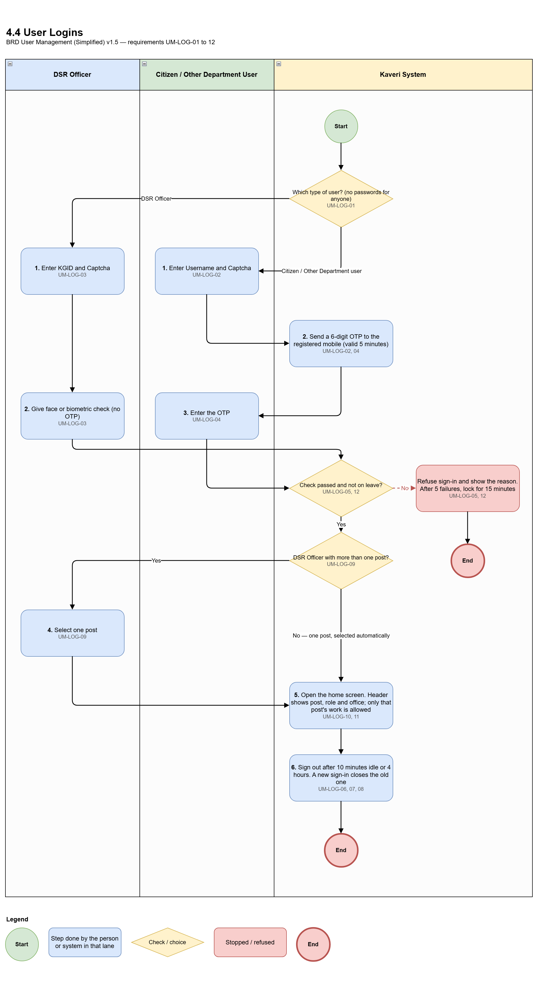 4.4 User Logins
BRD User Management (Simplified) v1.5 — requirements UM-LOG-01 to 12
DSR Officer
Citizen / Other Department User
Kaveri System
Start
Which type of user? (no passwords for
anyone)
UM-LOG-01
DSR Officer
1. Enter KGID and Captcha
UM-LOG-03
1. Enter Username and Captcha
UM-LOG-02
Citizen / Other Department user
2. Send a 6-digit OTP to the
registered mobile (valid 5 minutes)
UM-LOG-02, 04
2. Give face or biometric check (no
OTP)
UM-LOG-03
3. Enter the OTP
UM-LOG-04
Check passed and not on leave?
UM-LOG-05, 12
No
Refuse sign-in and show the reason.
After 5 failures, lock for 15 minutes
UM-LOG-05, 12
Yes
DSR Officer with more than one post?
UM-LOG-09
Yes
End
4. Select one post
UM-LOG-09
No — one post, selected automatically
5. Open the home screen. Header
shows post, role and office; only that
post's work is allowed
UM-LOG-10, 11
6. Sign out after 10 minutes idle or 4
hours. A new sign-in closes the old
one
UM-LOG-06, 07, 08
End
Legend
Start
Step done by the person
or system in that lane
Check / choice
Stopped / refused
End